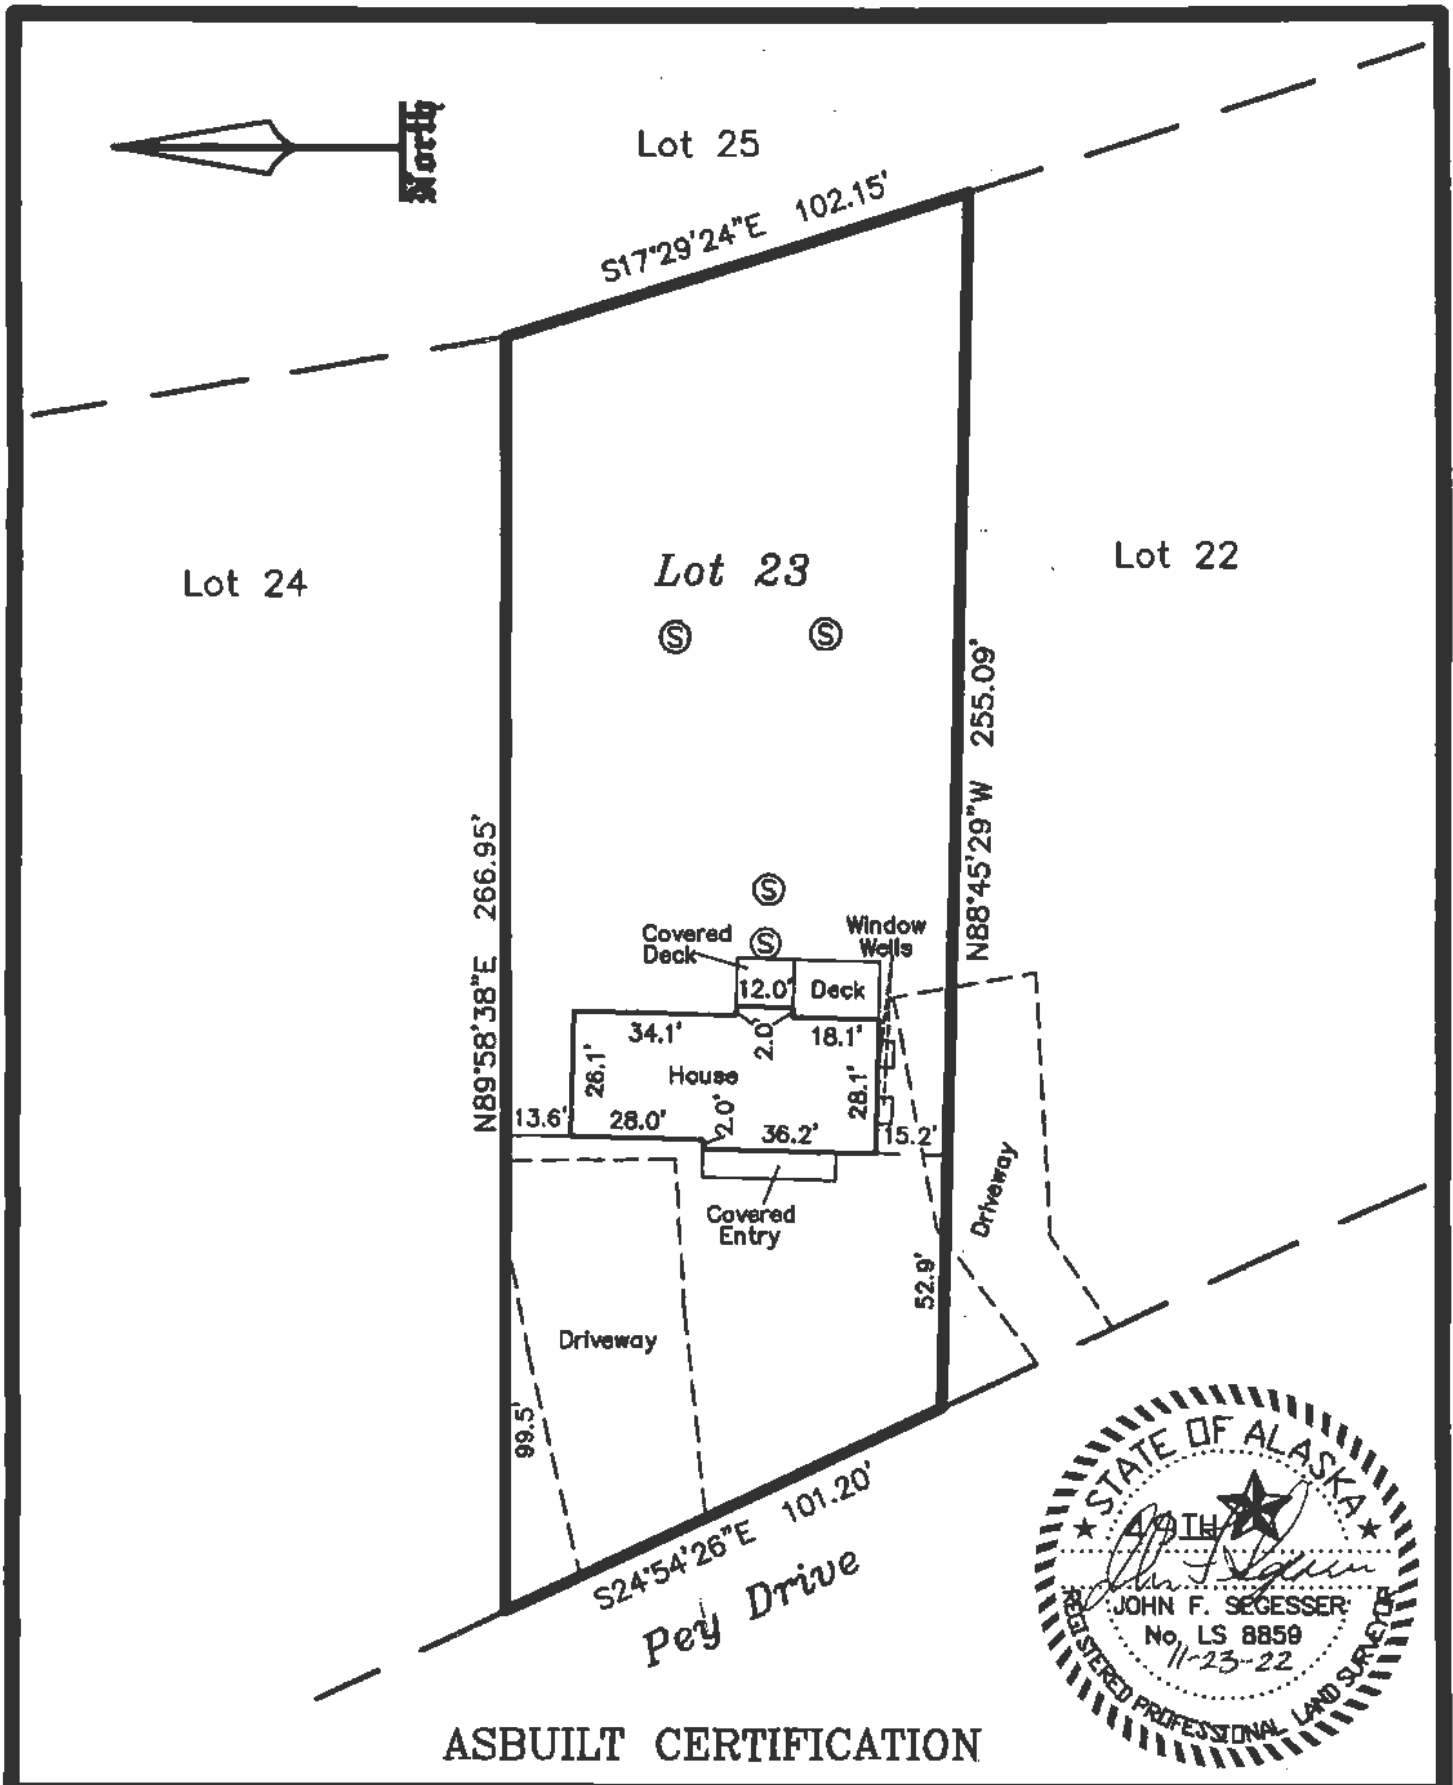 North
Lot 25
S17°29'24"E 102.15'
Lot 24
Lot 23
Lot 22
S
S
N89°58'38"E 266.95'
N88°45'29"W 255.09'
S
S
Covered
Deck
Window
Wells
12.0'
Deck
34.1'
2.0'
18.1'
26.1'
House
28.1'
13.6'
28.0'
2.0'
36.2'
15.2'
Covered
Entry
Driveway
52.9'
Driveway
99.5'
S24°54'26"E 101.20'
Pey Drive
STATE OF ALASKA
49TH
JOHN F. SEGESSER
No. LS 8859
11-23-22
REGISTERED PROFESSIONAL LAND SURVEYOR
ASBUILT CERTIFICATION